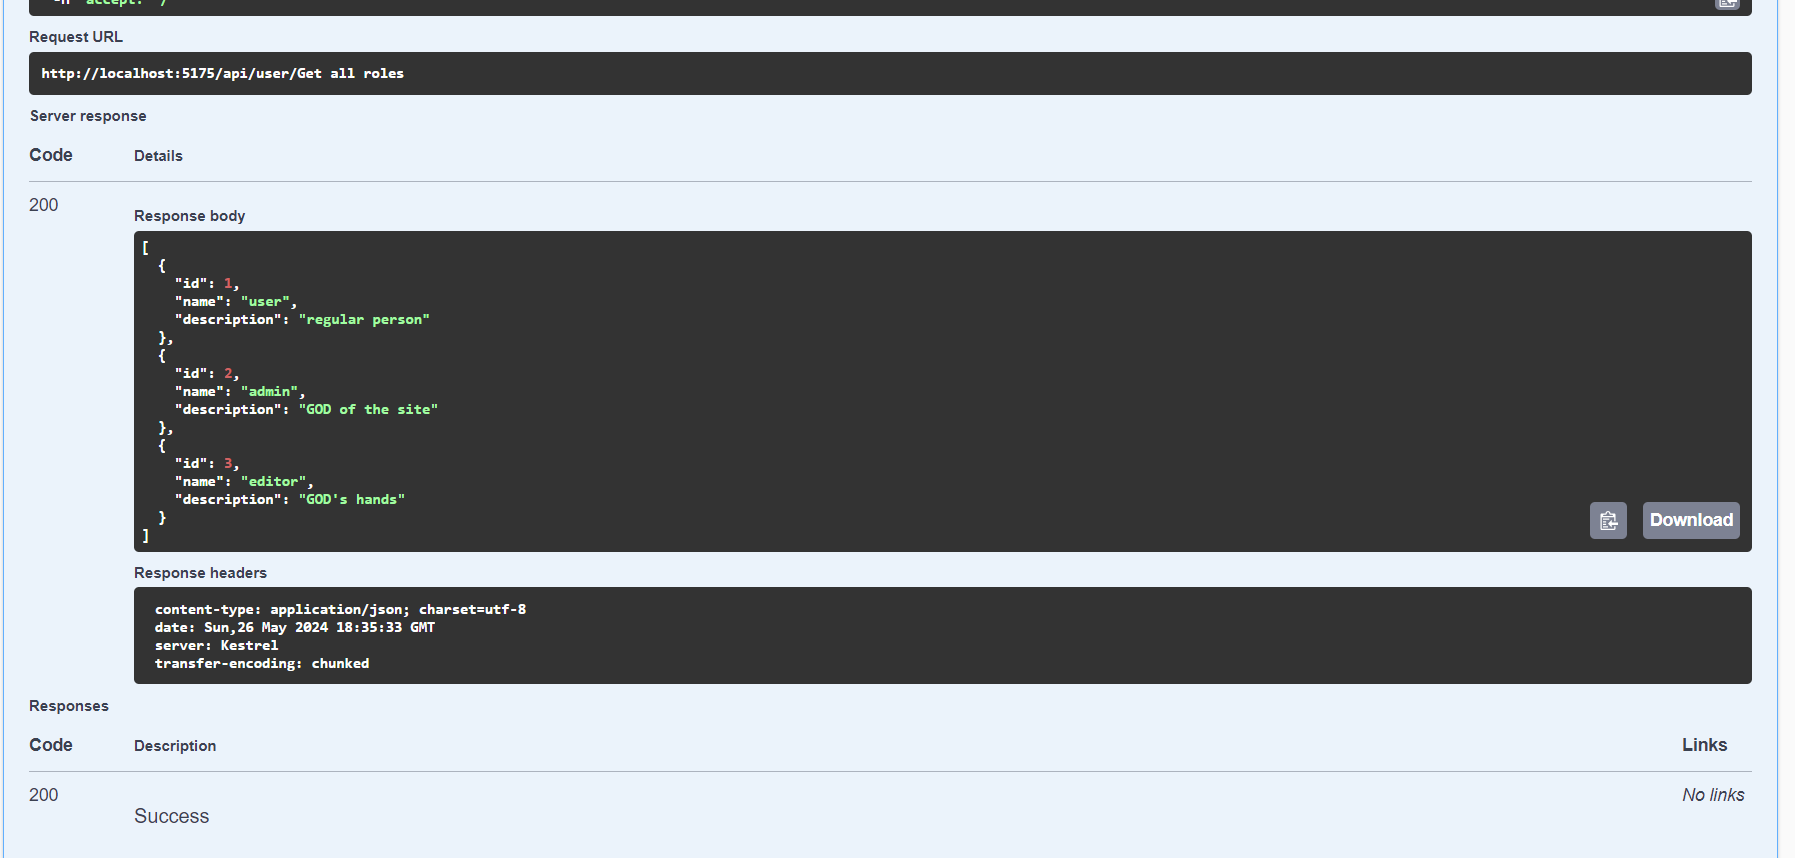 Request URL
http://localhost:5175/api/user/Get all roles
Server response
Code Details
200
Response body
[
  {
    "id": 1,
    "name": "user",
    "description": "regular person"
  },
  {
    "id": 2,
    "name": "admin",
    "description": "GOD of the site"
  },
  {
    "id": 3,
    "name": "editor",
    "description": "GOD's hands"
  }
]
Download
Response headers
content-type: application/json; charset=utf-8
date: Sun,26 May 2024 18:35:33 GMT
server: Kestrel
transfer-encoding: chunked
Responses
Code Description Links
200 No links
Success